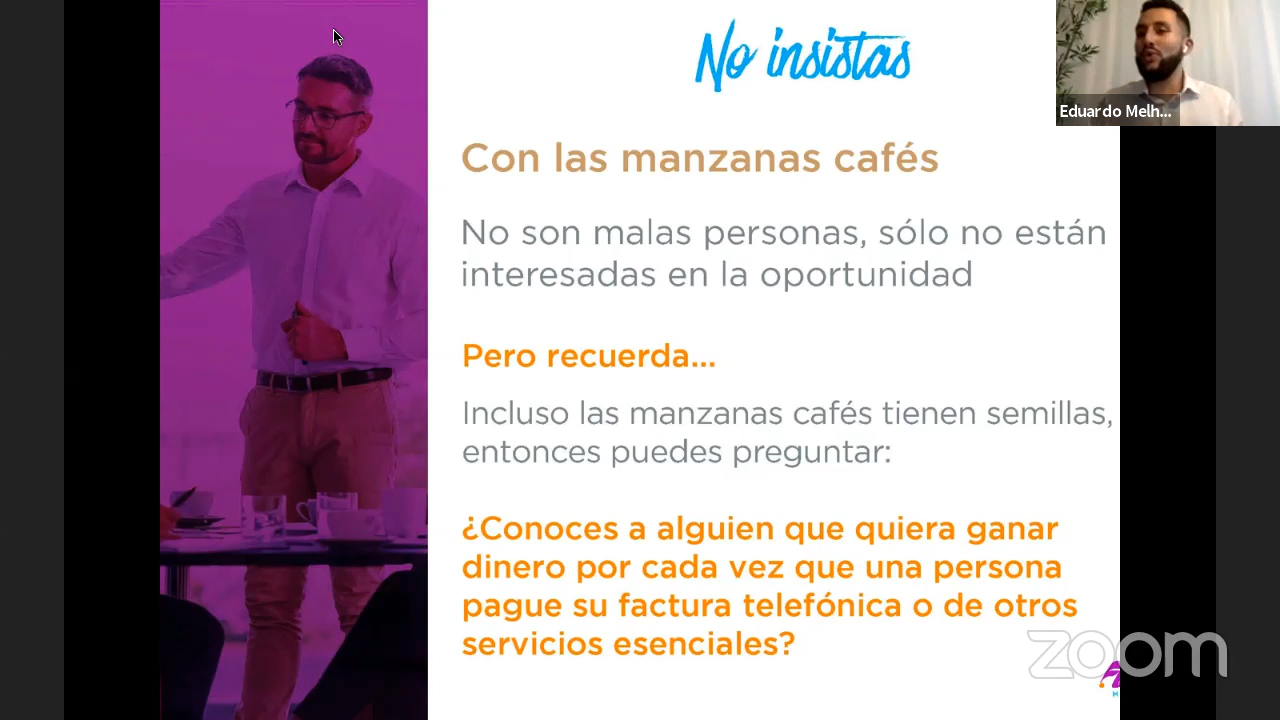 No insistas
Eduardo Melh...
Con las manzanas cafés
No son malas personas, sólo no están
interesadas en la oportunidad
Pero recuerda...
Incluso las manzanas cafés tienen semillas,
entonces puedes preguntar:
¿Conoces a alguien que quiera ganar
dinero por cada vez que una persona
pague su factura telefónica o de otros
servicios esenciales?
zoom